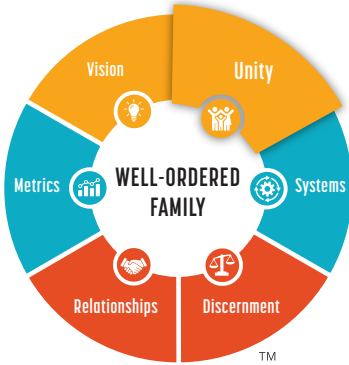 Vision
Unity
Metrics
WELL-ORDERED
FAMILY
Systems
Relationships
Discernment
TM